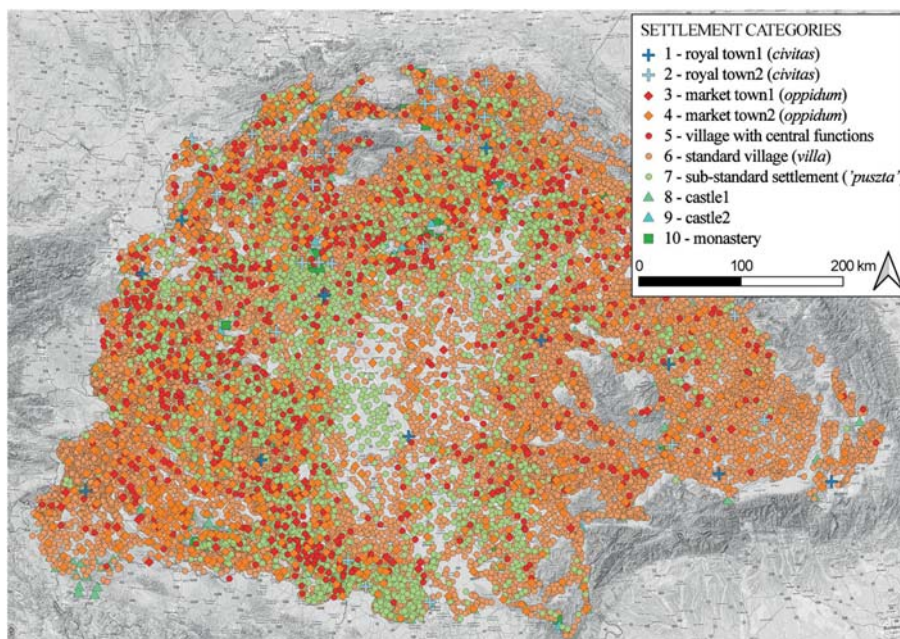 SETTLEMENT CATEGORIES
1 - royal town1 (civitas)
2 - royal town2 (civitas)
3 - market town1 (oppidum)
4 - market town2 (oppidum)
5 - village with central functions
6 - standard village (villa)
7 - sub-standard settlement ('puszta')
8 - castle1
9 - castle2
10 - monastery
0 100 200 km